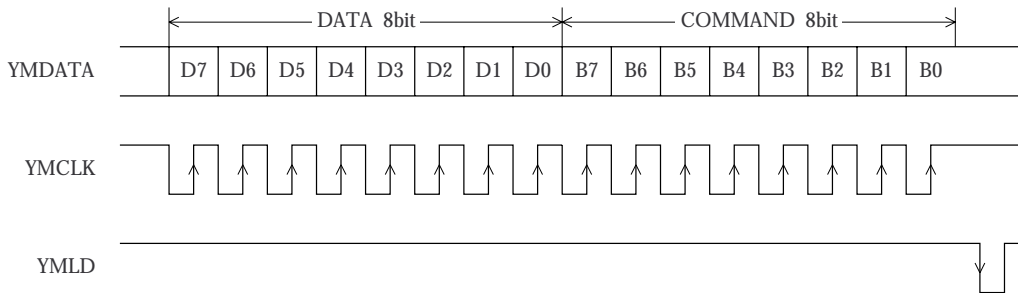 DATA 8bit COMMAND 8bit
YMDATA D7 D6 D5 D4 D3 D2 D1 D0 B7 B6 B5 B4 B3 B2 B1 B0
YMCLK
YMLD